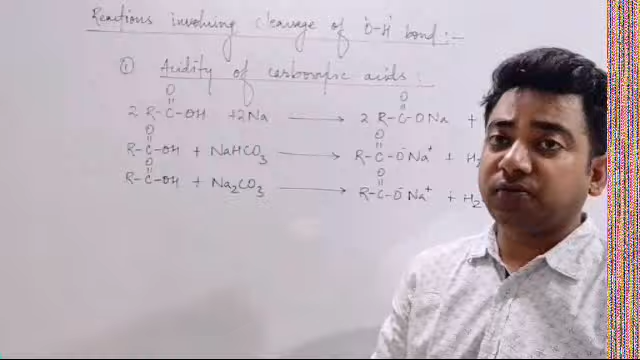 Reactions involving cleavage of 'O-H' bond :-
① Acidity of carboxylic acids :
O O
2 R-C-OH +2Na ⟶ 2 R-C-ONa +
O O
R-C-OH + NaHCO₃ ⟶ R-C-O⁻Na⁺ + H₂
O O
R-C-OH + Na₂CO₃ ⟶ R-C-O⁻Na⁺ + H₂